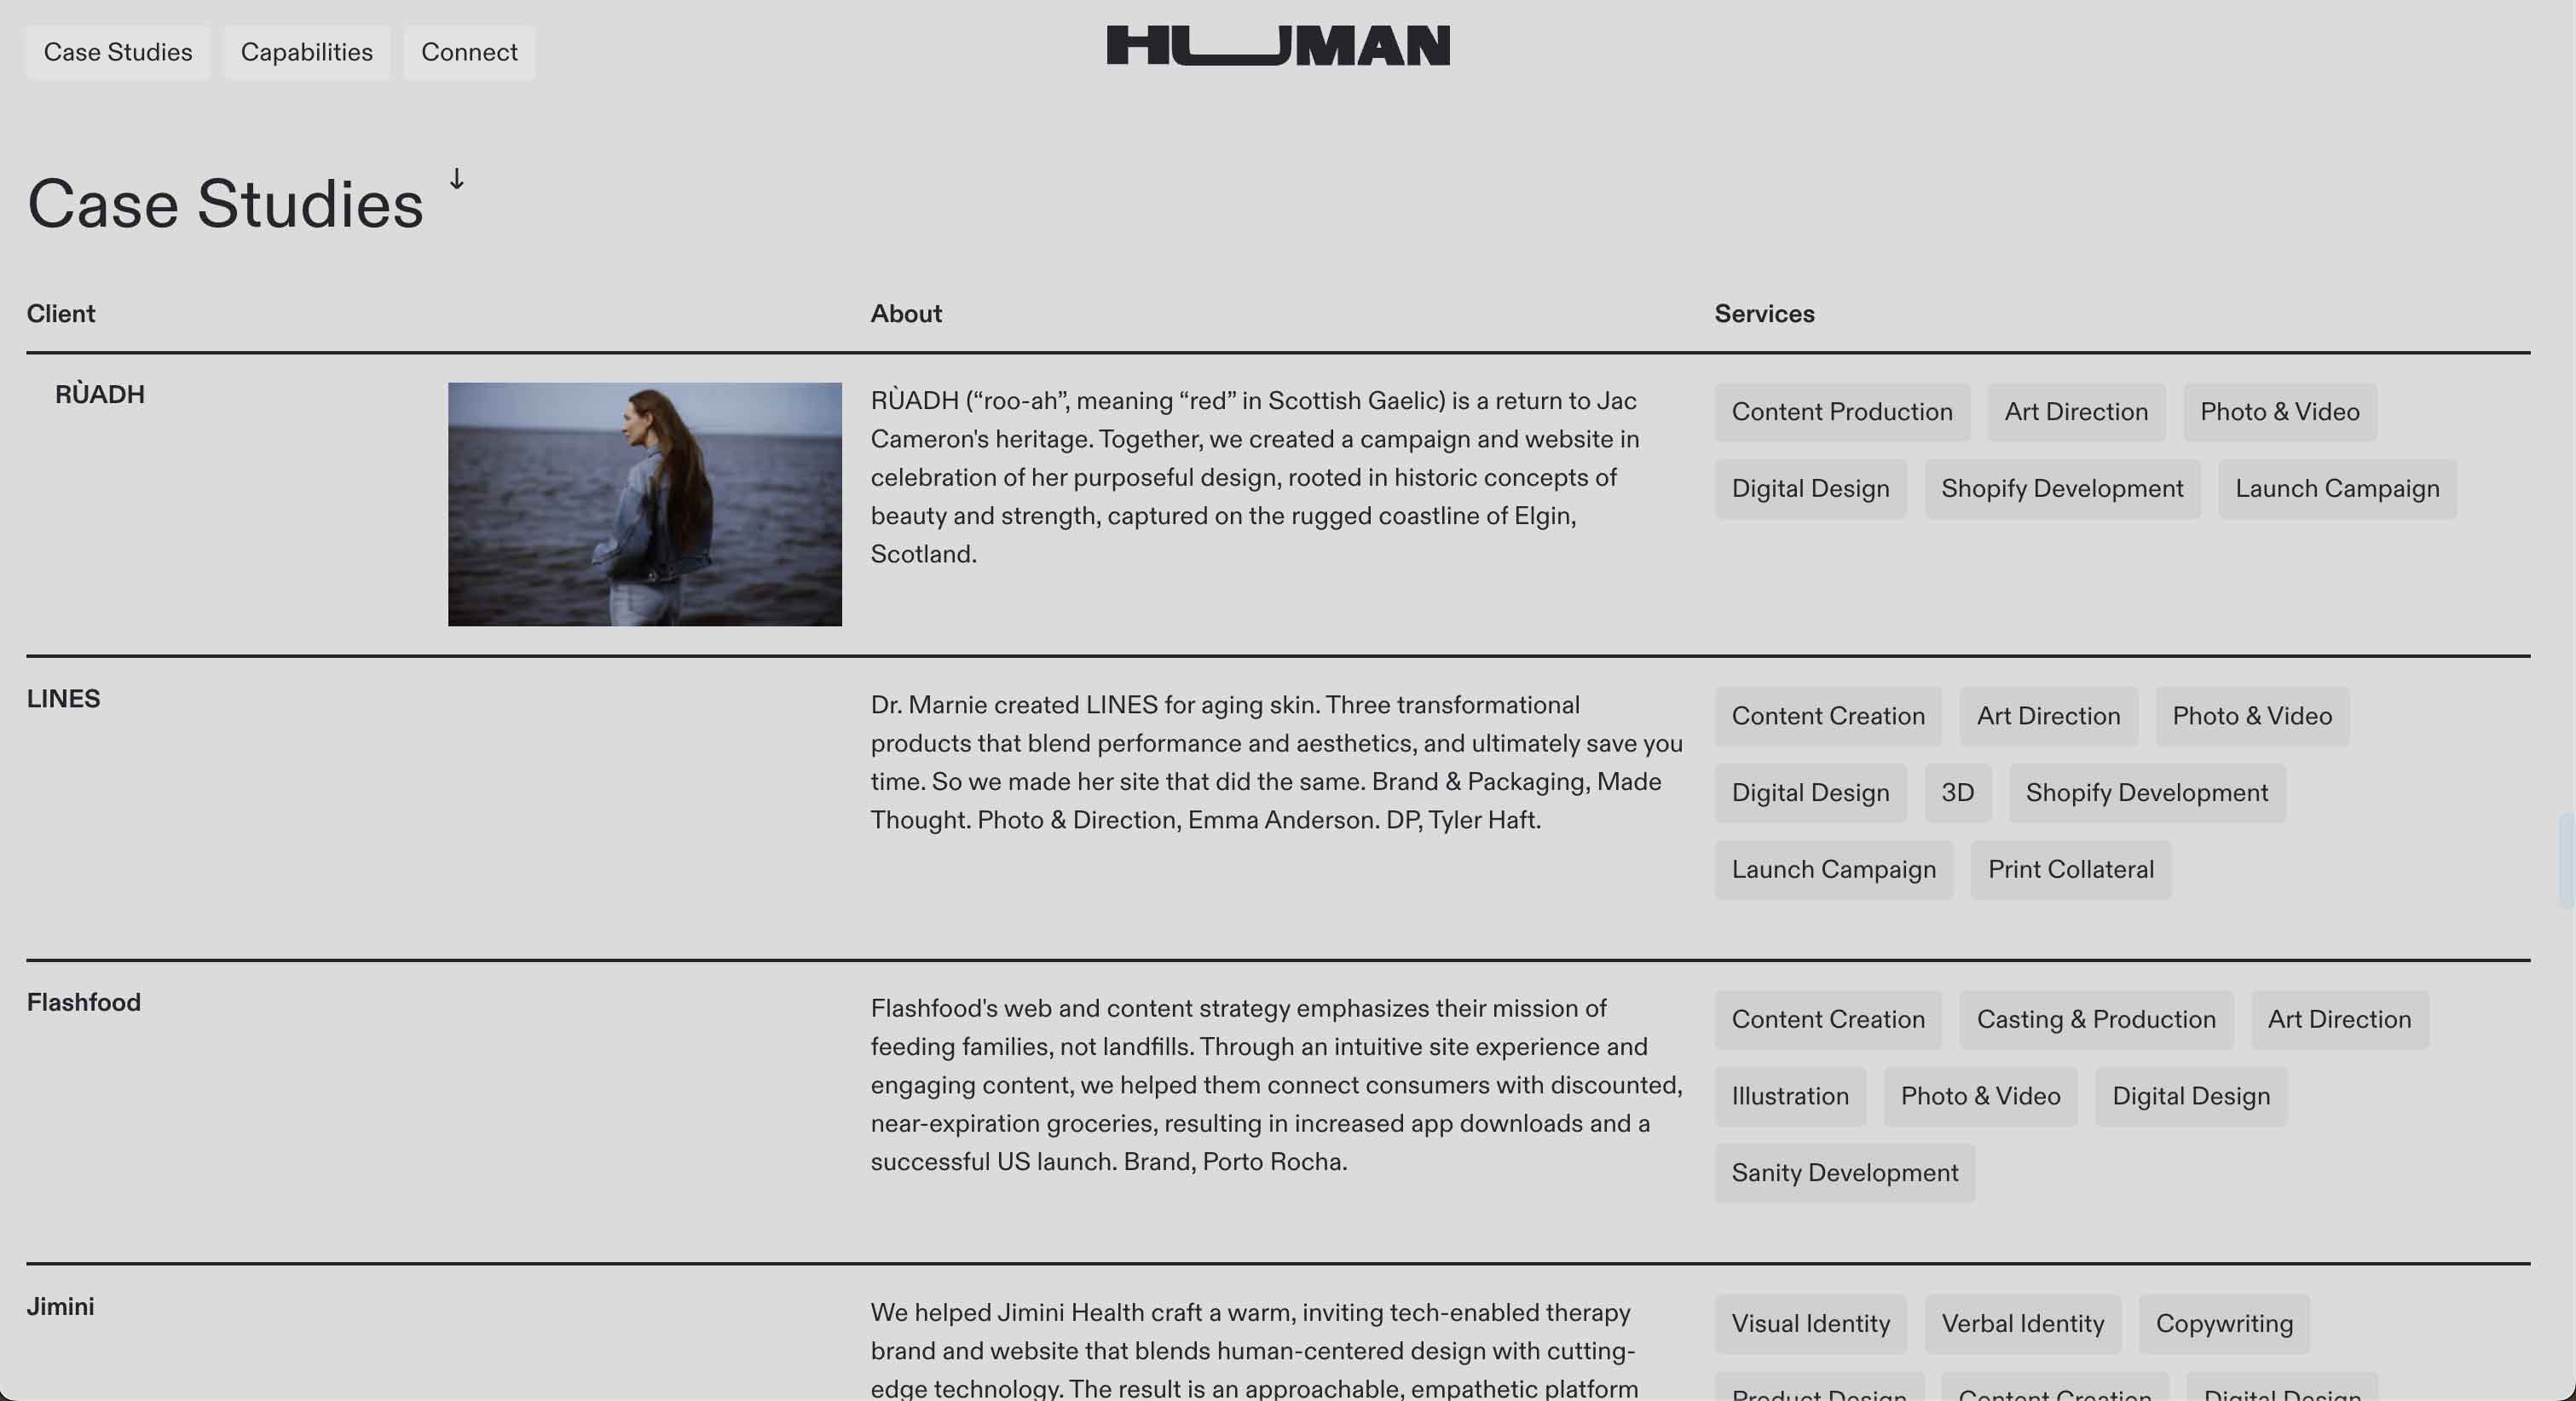 Case Studies
Capabilities
Connect
HUMAN
Case Studies ↓
Client
About
Services
RÙADH
RÙADH (“roo-ah”, meaning “red” in Scottish Gaelic) is a return to Jac
Cameron's heritage. Together, we created a campaign and website in
celebration of her purposeful design, rooted in historic concepts of
beauty and strength, captured on the rugged coastline of Elgin,
Scotland.
Content Production
Art Direction
Photo & Video
Digital Design
Shopify Development
Launch Campaign
LINES
Dr. Marnie created LINES for aging skin. Three transformational
products that blend performance and aesthetics, and ultimately save you
time. So we made her site that did the same. Brand & Packaging, Made
Thought. Photo & Direction, Emma Anderson. DP, Tyler Haft.
Content Creation
Art Direction
Photo & Video
Digital Design
3D
Shopify Development
Launch Campaign
Print Collateral
Flashfood
Flashfood's web and content strategy emphasizes their mission of
feeding families, not landfills. Through an intuitive site experience and
engaging content, we helped them connect consumers with discounted,
near-expiration groceries, resulting in increased app downloads and a
successful US launch. Brand, Porto Rocha.
Content Creation
Casting & Production
Art Direction
Illustration
Photo & Video
Digital Design
Sanity Development
Jimini
We helped Jimini Health craft a warm, inviting tech-enabled therapy
brand and website that blends human-centered design with cutting-
edge technology. The result is an approachable, empathetic platform
Visual Identity
Verbal Identity
Copywriting
Product Design
Content Creation
Digital Design